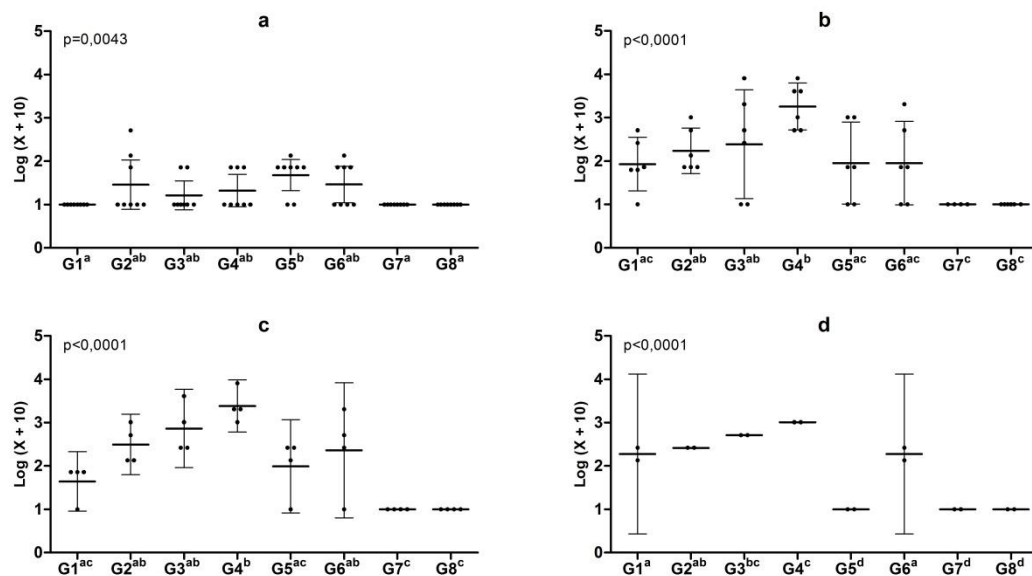 a
p=0,0043
Log (X + 10)
5
4
3
2
1
0
G1ᵃ G2ᵃᵇ G3ᵃᵇ G4ᵃᵇ G5ᵇ G6ᵃᵇ G7ᵃ G8ᵃ
b
p<0,0001
Log (X + 10)
5
4
3
2
1
0
G1ᵃᶜ G2ᵃᵇ G3ᵃᵇ G4ᵇ G5ᵃᶜ G6ᵃᶜ G7ᶜ G8ᶜ
c
p<0,0001
Log (X + 10)
5
4
3
2
1
0
G1ᵃᶜ G2ᵃᵇ G3ᵃᵇ G4ᵇ G5ᵃᶜ G6ᵃᵇ G7ᶜ G8ᶜ
d
p<0,0001
Log (X + 10)
5
4
3
2
1
0
G1ᵃ G2ᵃᵇ G3ᵇᶜ G4ᶜ G5ᵈ G6ᵃ G7ᵈ G8ᵈ